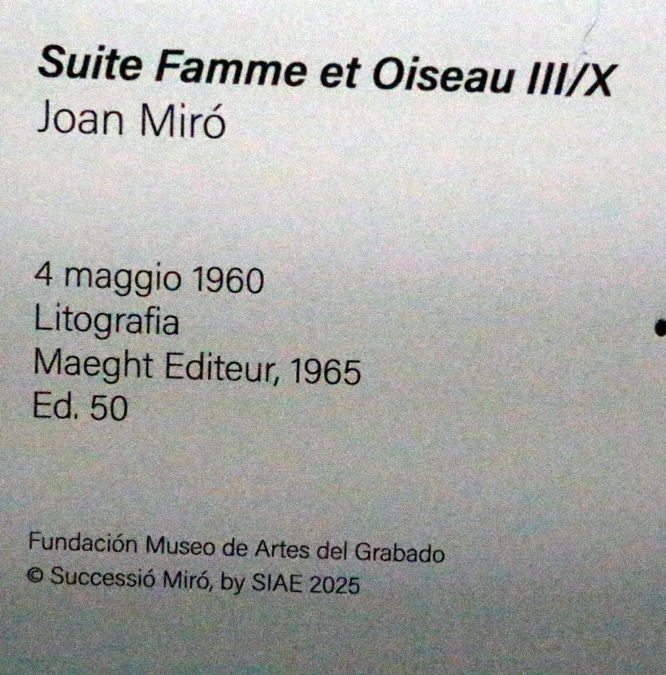 Suite Famme et Oiseau III/X
Joan Miró
4 maggio 1960
Litografia
Maeght Editeur, 1965
Ed. 50
Fundación Museo de Artes del Grabado
© Successió Miró, by SIAE 2025